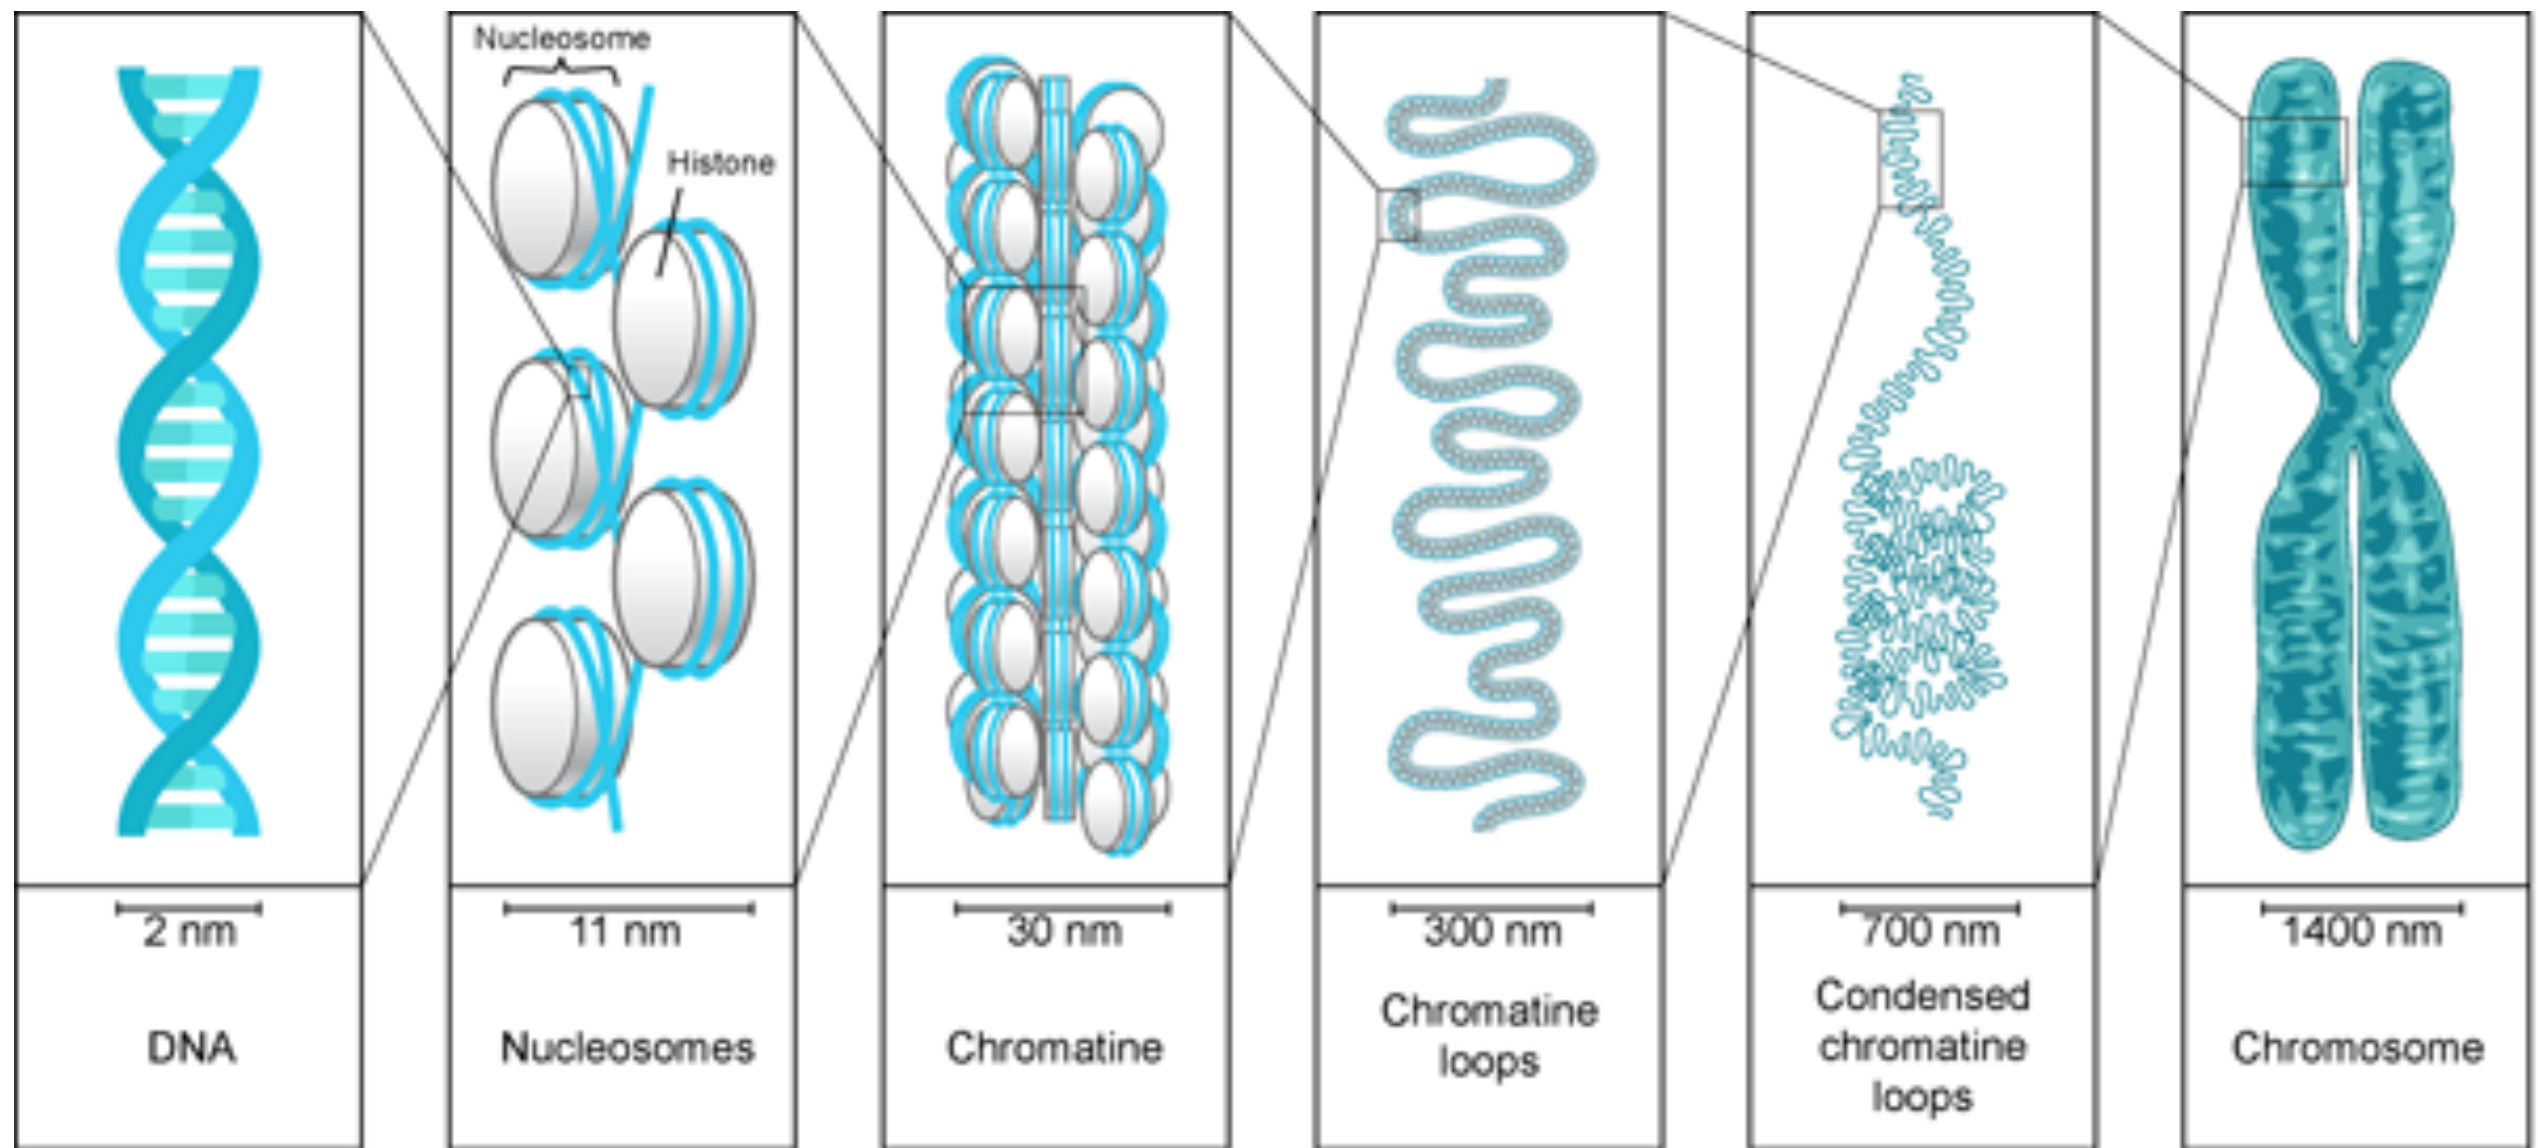 Nucleosome
Histone
2 nm
11 nm
30 nm
300 nm
700 nm
1400 nm
DNA
Nucleosomes
Chromatine
Chromatine
loops
Condensed
chromatine
loops
Chromosome